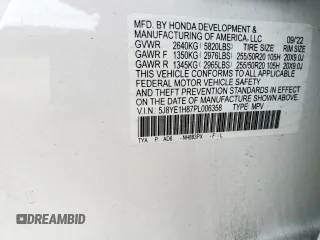 MFD. BY HONDA DEVELOPMENT &
MANUFACTURING OF AMERICA, LLC 09/'22
GVWR 2640KG(5820LBS) TIRE SIZE RIM SIZE
GAWR F 1350KG(2976LBS) 255/50R20 105H 20X9.0J
GAWR R 1345KG(2965LBS) 255/50R20 105H 20X9.0J
THIS VEHICLE CONFORMS TO ALL APPLICABLE
FEDERAL MOTOR VEHICLE SAFETY
STANDARDS IN EFFECT ON THE DATE OF
MANUFACTURE SHOWN ABOVE.
V.I.N. 5J8YE1H87PL006358 TYPE: MPV
TYA P A06 NH883PX F-L
DREAMBID